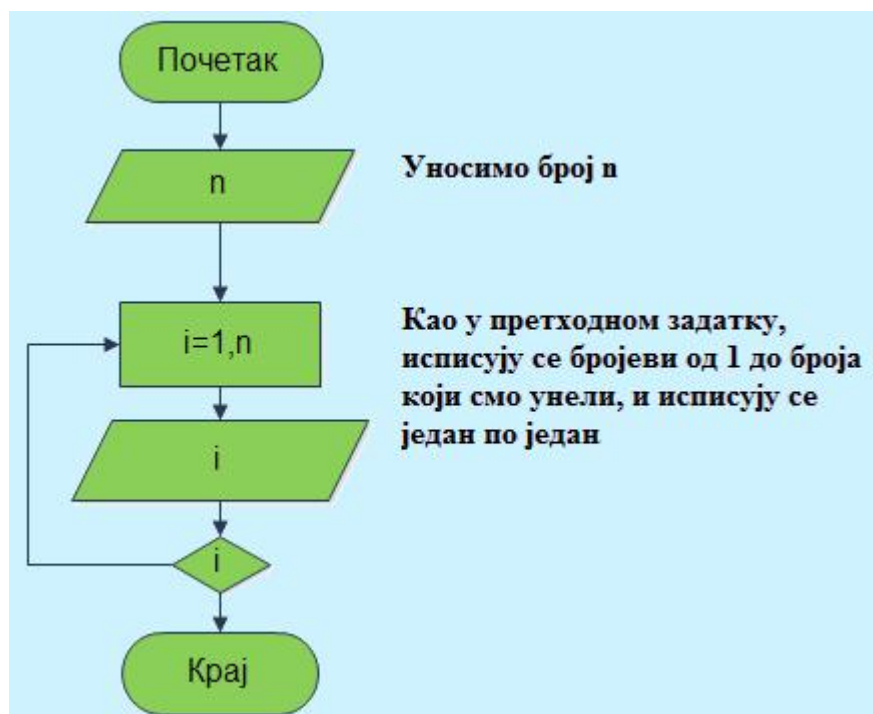 Почетак
n
Уносимо број n
i=1,n
Као у претходном задатку,
исписују се бројеви од 1 до броја
који смо унели, и исписују се
један по један
i
i
Крај